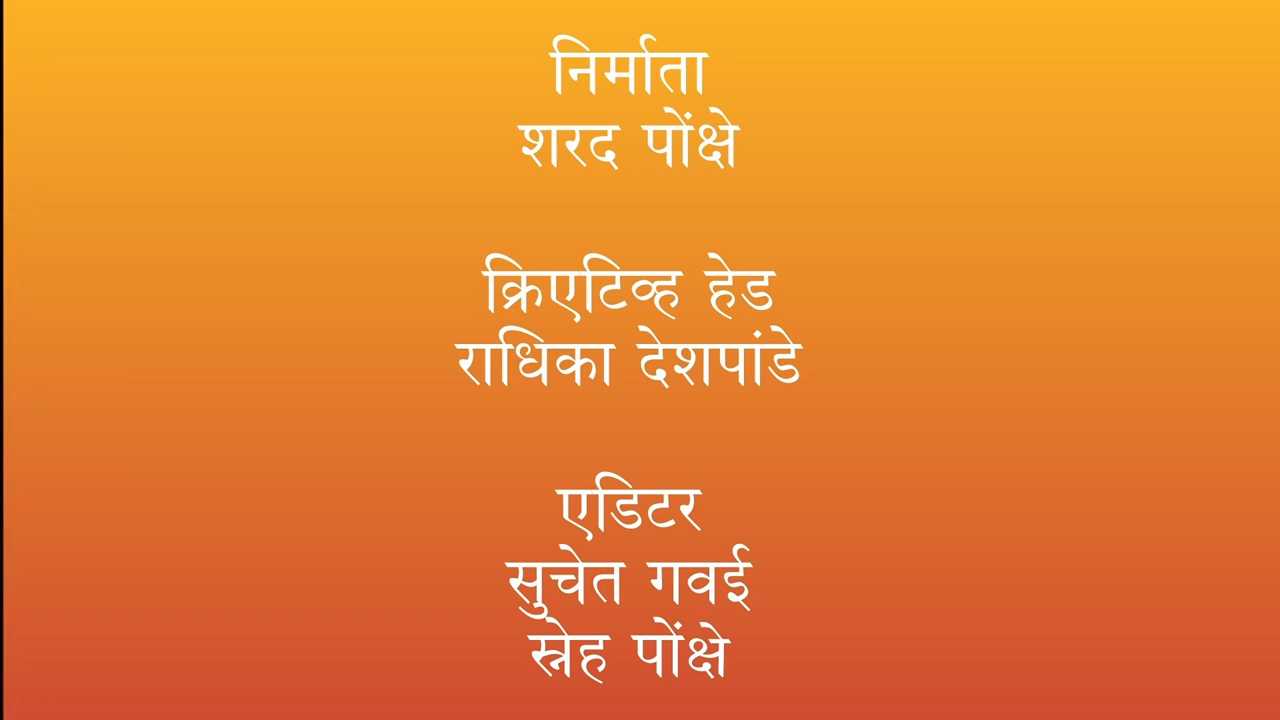 निर्माता
शरद पोंक्षे
क्रिएटिव्ह हेड
राधिका देशपांडे
एडिटर
सुचेत गवई
स्नेह पोंक्षे